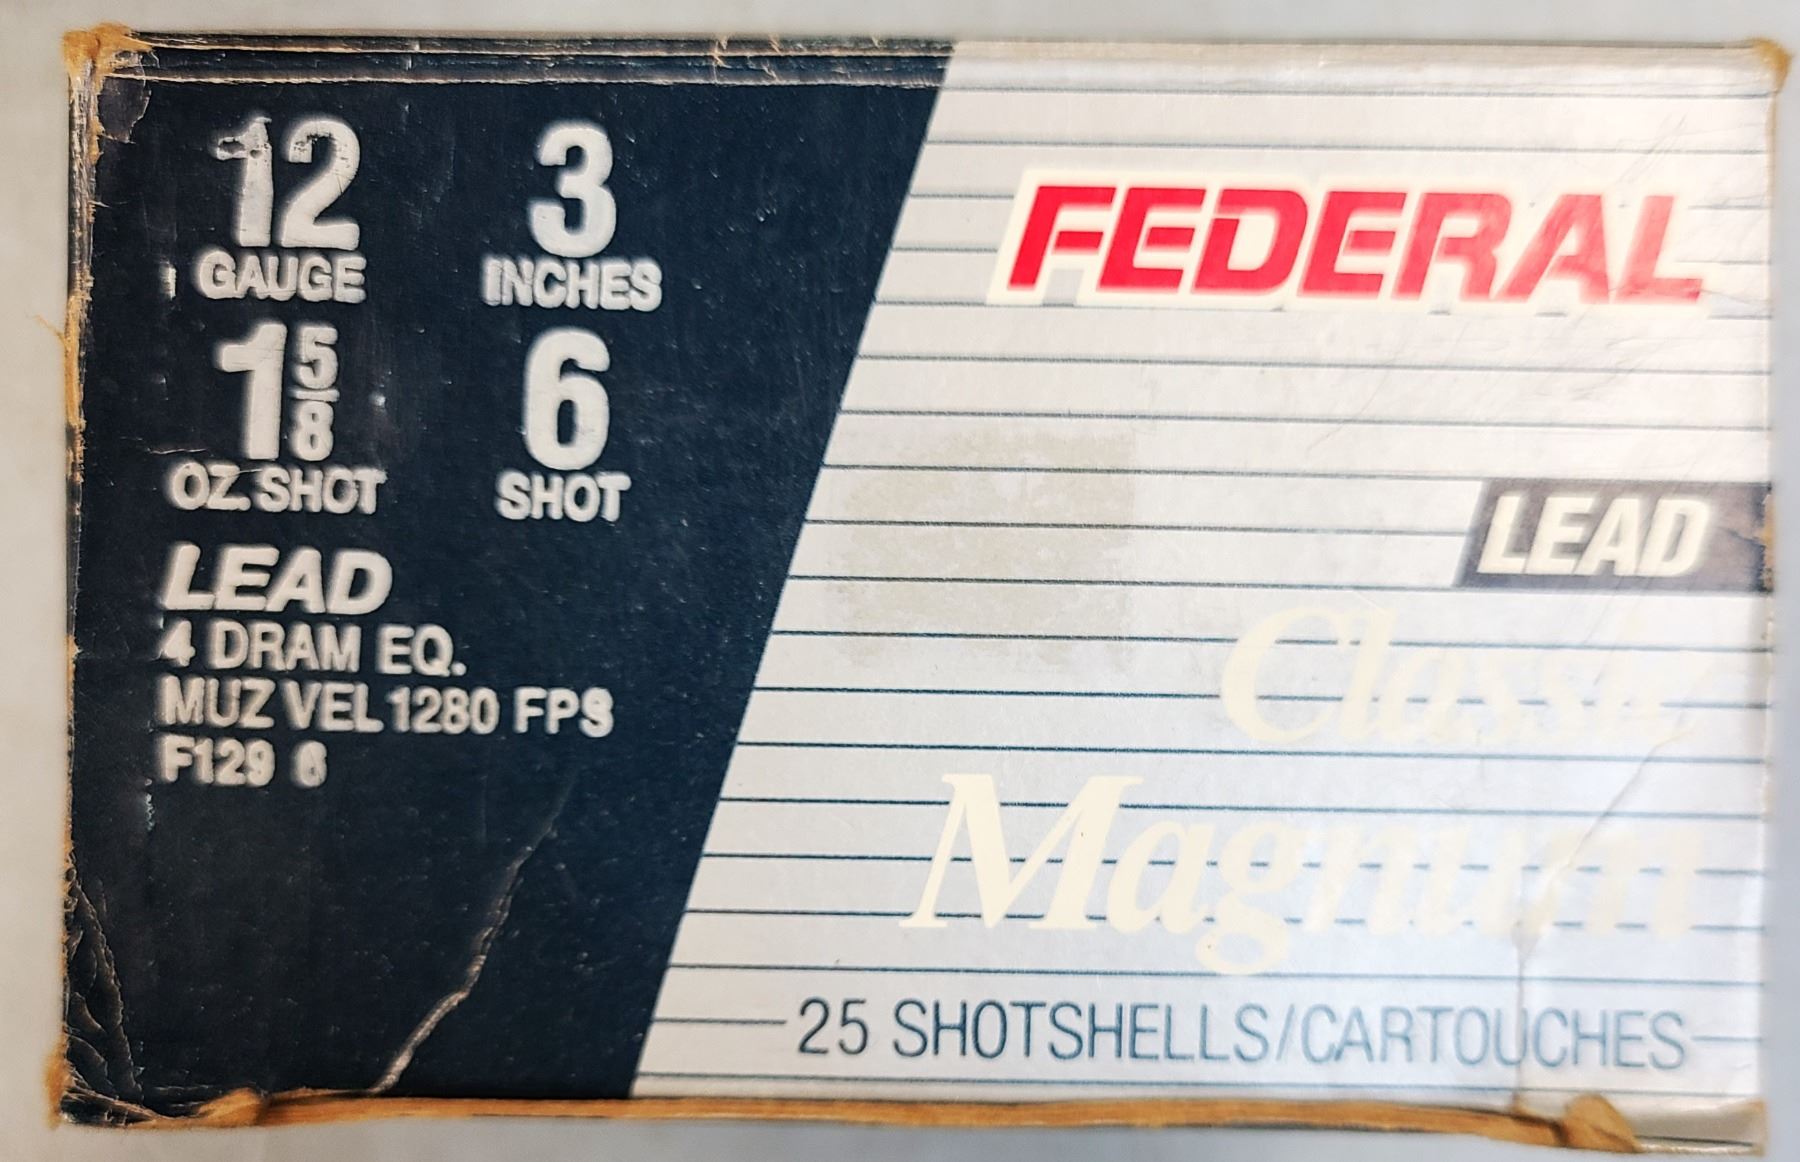 12 3
GAUGE INCHES
1 5/8 6
OZ. SHOT SHOT
LEAD
4 DRAM EQ.
MUZ VEL 1280 FPS
F129 6
FEDERAL
LEAD
Classic
Magnum
25 SHOTSHELLS/CARTOUCHES